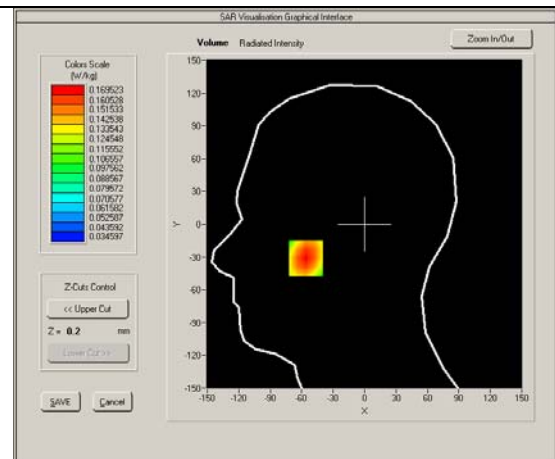 SAR Visualisation Graphical Interface
Volume Radiated Intensity
Zoom In/Out
Colors Scale
(W/kg)
0.169523
0.160528
0.151533
0.142538
0.133543
0.124548
0.115552
0.106557
0.097562
0.088567
0.079572
0.070577
0.061582
0.052587
0.043592
0.034597
Z-Cuts Control
<< Upper Cut
Z = 0.2 mm
Lower Cut >>
SAVE Cancel
150
120
90
60
30
0
-30
-60
-90
-120
-150
Y
-150 -120 -90 -60 -30 0 30 60 90 120 150
X